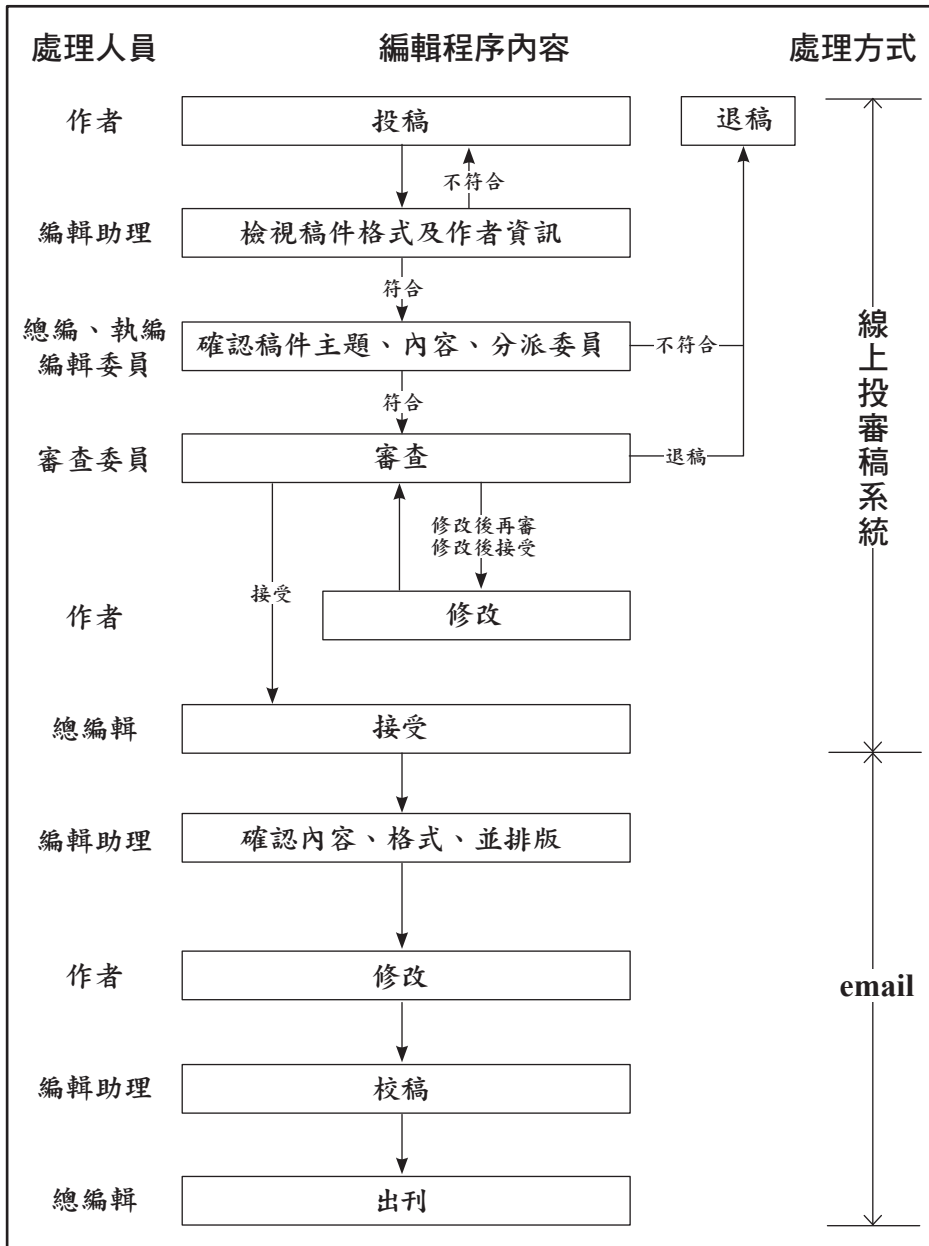 處理人員 編輯程序內容 處理方式
作者 投稿 退稿
不符合
編輯助理 檢視稿件格式及作者資訊
符合
總編、執編
編輯委員
確認稿件主題、內容、分派委員 不符合
符合
審查委員 審查 退稿
修改後再審
修改後接受
接受
作者 修改
總編輯 接受
線上投審稿系統
編輯助理 確認內容、格式、並排版
作者 修改
email
編輯助理 校稿
總編輯 出刊